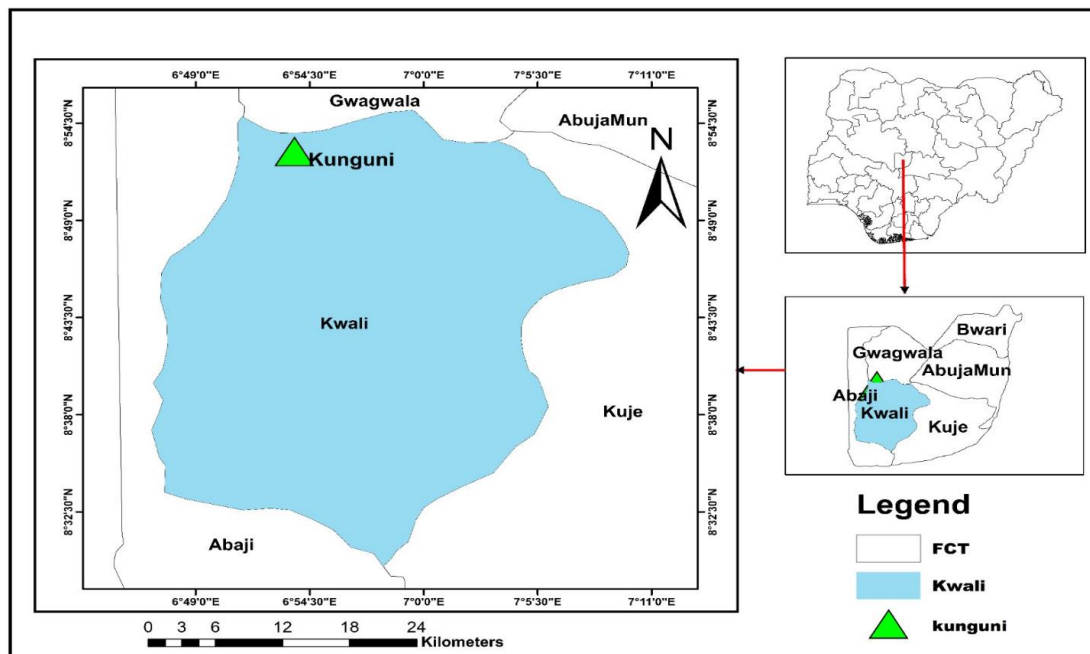 6°49'0"E 6°54'30"E 7°0'0"E 7°5'30"E 7°11'0"E
8°54'30"N
8°49'0"N
8°43'30"N
8°38'0"N
8°32'30"N
Gwagwala
AbujaMun
N
Kunguni
Kwali
Kuje
Abaji
8°54'30"N
8°49'0"N
8°43'30"N
8°38'0"N
8°32'30"N
6°49'0"E 6°54'30"E 7°0'0"E 7°5'30"E 7°11'0"E
0 3 6 12 18 24
Kilometers
Bwari
Gwagwala
AbujaMun
Abaji
Kwali
Kuje
Legend
FCT
Kwali
kunguni